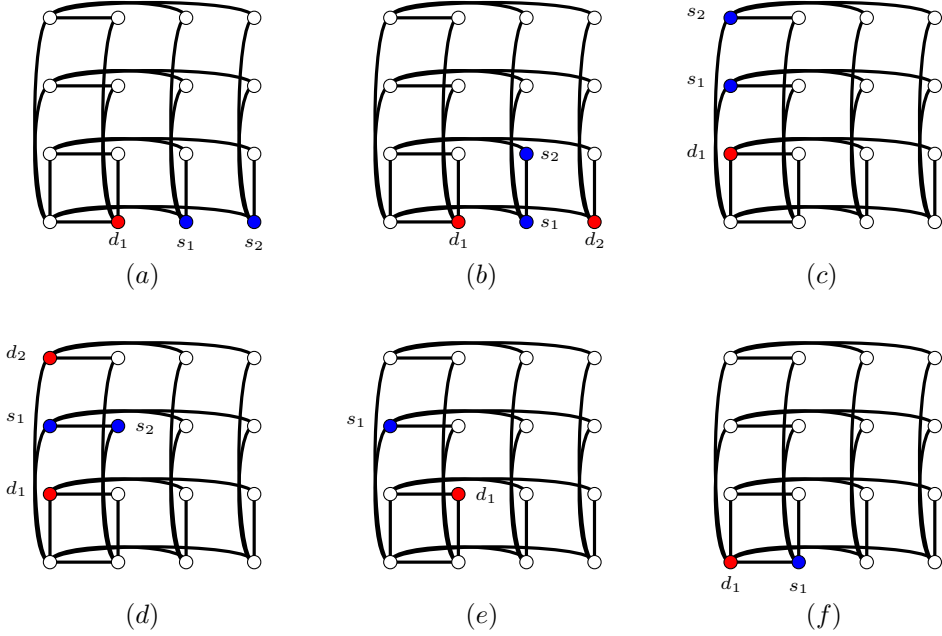 s₂
s₁
d₁
s₂
d₁ s₁ s₂
s₁
d₁ d₂
(a) (b) (c)
d₂
s₁
s₂
s₁
d₁
d₁
d₁ s₁
(d) (e) (f)